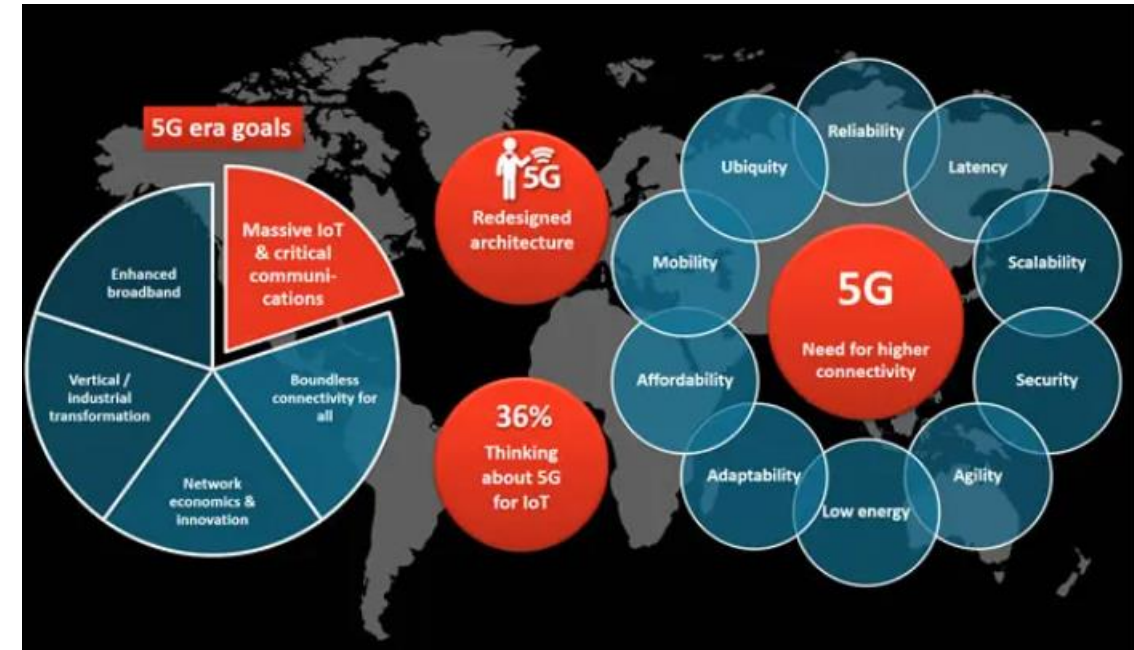 5G era goals
Massive IoT
& critical
communi-
cations
Enhanced
broadband
Vertical /
industrial
transformation
Network
economics &
innovation
Boundless
connectivity for
all
5G
Redesigned
architecture
36%
Thinking
about 5G
for IoT
Reliability
Latency
Scalability
Security
Agility
Low energy
Adaptability
Affordability
Mobility
Ubiquity
5G
Need for higher
connectivity